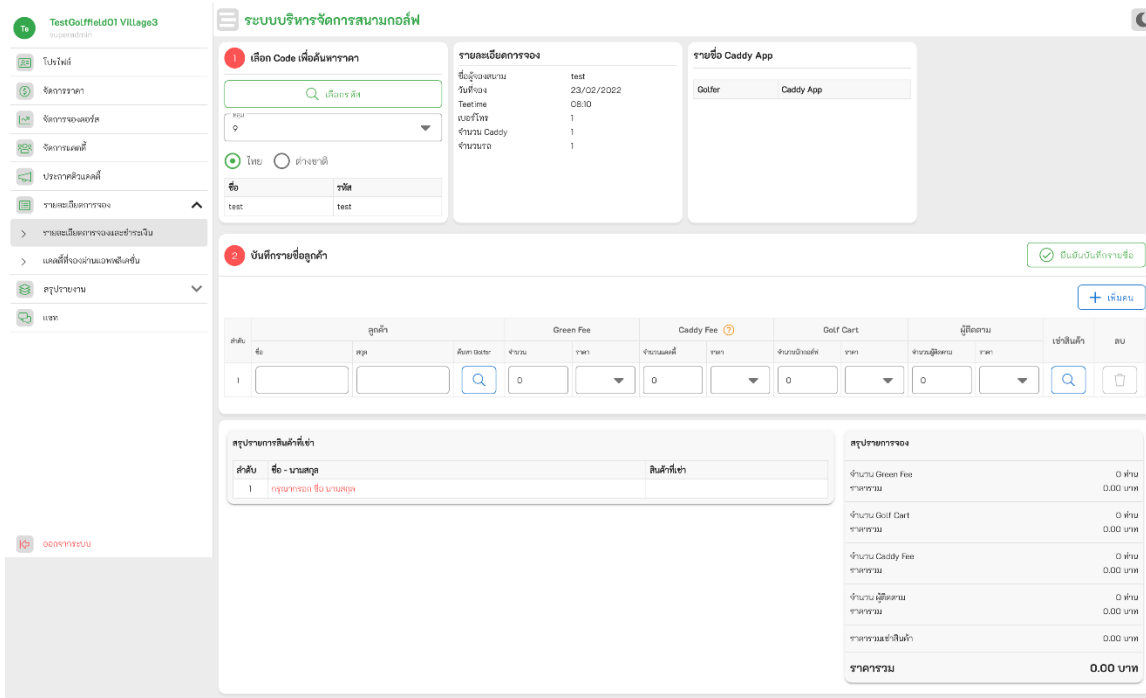 Te
TestGolffield01 Village3
superadmin
โปรไฟล์
จัดการราคา
จัดการจองคอร์ส
จัดการแคดดี้
ประกาศคิวแคดดี้
รายละเอียดการจอง
รายละเอียดการจองและชำระเงิน
แคดดี้ที่จองผ่านแอพพลิเคชั่น
สรุปรายงาน
แชท
ออกจากระบบ
ระบบบริหารจัดการสนามกอล์ฟ
1 เลือก Code เพื่อค้นหาราคา
เลือกรหัส
หลุม
9
ไทย ต่างชาติ
ชื่อ รหัส
test test
รายละเอียดการจอง
ชื่อผู้จองสนาม test
วันที่จอง 23/02/2022
Teetime 08:10
เบอร์โทร 1
จำนวน Caddy 1
จำนวนรถ 1
รายชื่อ Caddy App
Golfer Caddy App
2 บันทึกรายชื่อลูกค้า
ยืนยันบันทึกรายชื่อ
+ เพิ่มคน
ลำดับ ลูกค้า Green Fee Caddy Fee ? Golf Cart ผู้ติดตาม เช่าสินค้า ลบ
ชื่อ สกุล ค้นหา Golfer จำนวน ราคา จำนวนแคดดี้ ราคา จำนวนนักกอล์ฟ ราคา จำนวนผู้ติดตาม ราคา
1 0 0 0 0
สรุปรายการสินค้าที่เช่า
ลำดับ ชื่อ - นามสกุล สินค้าที่เช่า
1 กรุณากรอก ชื่อ นามสกุล
สรุปรายการจอง
จำนวน Green Fee 0 ท่าน
ราคารวม 0.00 บาท
จำนวน Golf Cart 0 ท่าน
ราคารวม 0.00 บาท
จำนวน Caddy Fee 0 ท่าน
ราคารวม 0.00 บาท
จำนวน ผู้ติดตาม 0 ท่าน
ราคารวม 0.00 บาท
ราคารวมเช่าสินค้า 0.00 บาท
ราคารวม 0.00 บาท